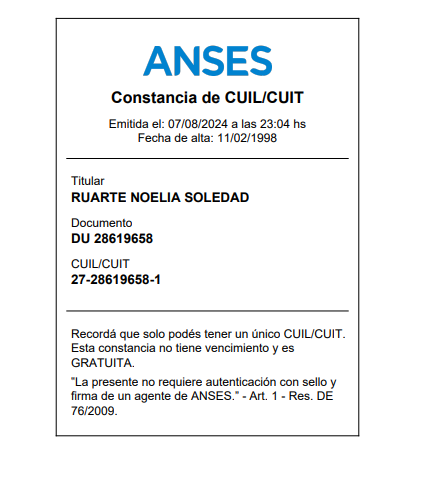 ANSES
Constancia de CUIL/CUIT
Emitida el: 07/08/2024 a las 23:04 hs
Fecha de alta: 11/02/1998
Titular
RUARTE NOELIA SOLEDAD
Documento
DU 28619658
CUIL/CUIT
27-28619658-1
Recordá que solo podés tener un único CUIL/CUIT.
Esta constancia no tiene vencimiento y es
GRATUITA.
"La presente no requiere autenticación con sello y
firma de un agente de ANSES." - Art. 1 - Res. DE
76/2009.